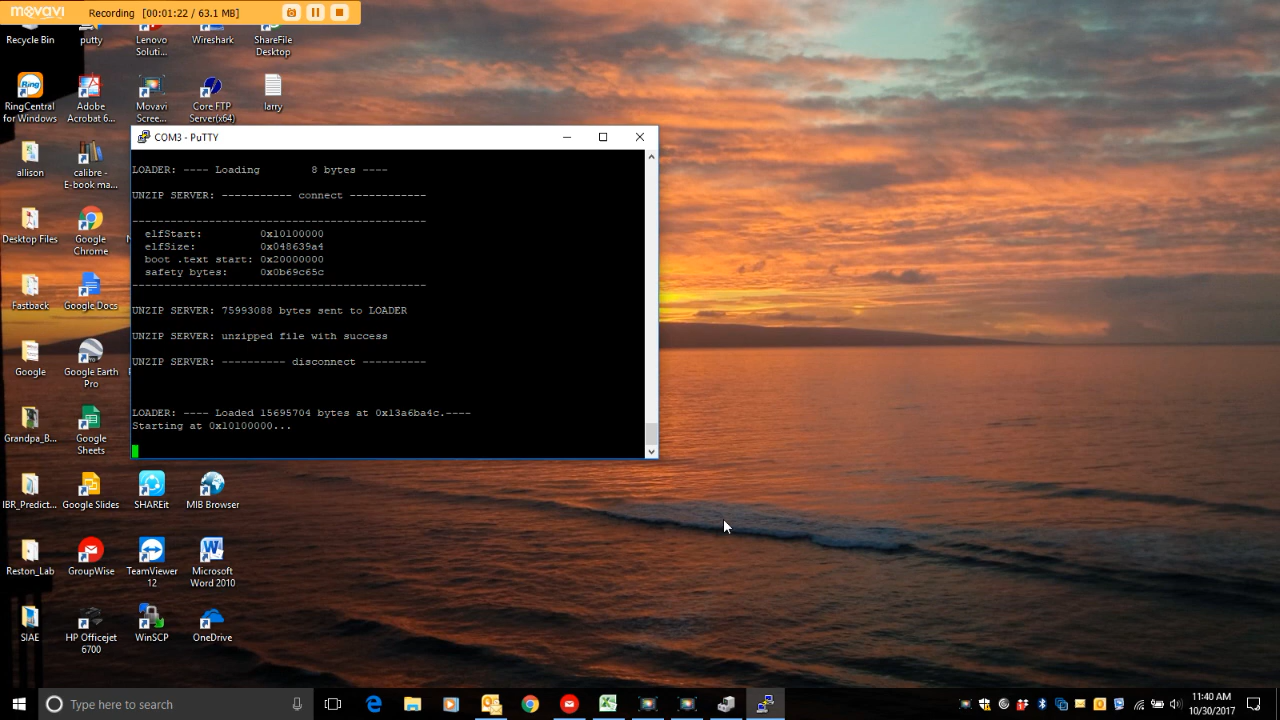 movavi
Recording [00:01:22 / 63.1 MB]
Recycle Bin
putty
Lenovo
Soluti...
Wireshark
ShareFile
Desktop
RingCentral
for Windows
Adobe
Acrobat 6...
Movavi
Scree...
Core FTP
Server(x64)
larry
allison
calibre -
E-book ma...
Desktop Files
Google
Chrome
Fastback
Google Docs
Google
Google Earth
Pro
Grandpa_B...
Google
Sheets
IBR_Predict...
Google Slides
SHAREit
MIB Browser
Reston_Lab
GroupWise
TeamViewer
12
Microsoft
Word 2010
SIAE
HP Officejet
6700
WinSCP
OneDrive
COM3 - PuTTY
LOADER: ---- Loading 8 bytes ----
UNZIP SERVER: ----------- connect ------------
----------------------------------------------
elfStart: 0x10100000
elfSize: 0x048639a4
boot .text start: 0x20000000
safety bytes: 0x0b69c65c
----------------------------------------------
UNZIP SERVER: 75993088 bytes sent to LOADER
UNZIP SERVER: unzipped file with success
UNZIP SERVER: ---------- disconnect ----------
LOADER: ---- Loaded 15695704 bytes at 0x13a6ba4c.----
Starting at 0x10100000...
Type here to search
11:40 AM
10/30/2017